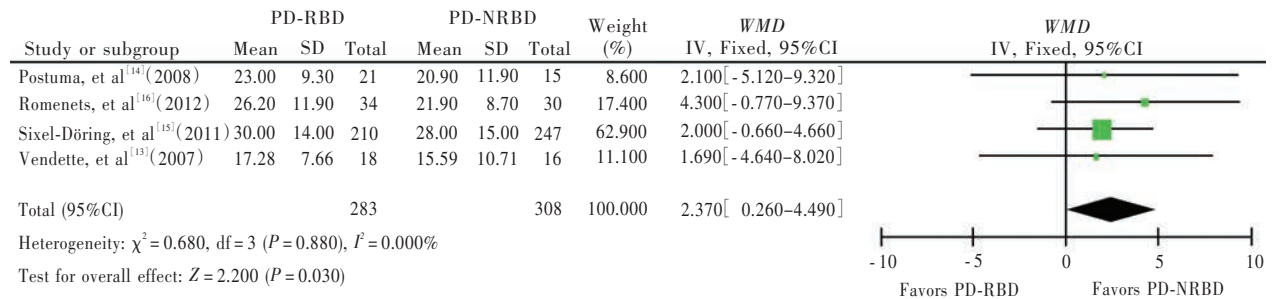 PD-RBD PD-NRBD Weight WMD WMD
Study or subgroup Mean SD Total Mean SD Total (%) IV, Fixed, 95%CI IV, Fixed, 95%CI
Postuma, et al[14](2008) 23.00 9.30 21 20.90 11.90 15 8.600 2.100[-5.120-9.320]
Romenets, et al[16](2012) 26.20 11.90 34 21.90 8.70 30 17.400 4.300[-0.770-9.370]
Sixel-Döring, et al[15](2011) 30.00 14.00 210 28.00 15.00 247 62.900 2.000[-0.660-4.660]
Vendette, et al[13](2007) 17.28 7.66 18 15.59 10.71 16 11.100 1.690[-4.640-8.020]
Total (95%CI) 283 308 100.000 2.370[ 0.260-4.490]
Heterogeneity: χ²=0.680, df=3 (P=0.880), I²=0.000%
Test for overall effect: Z=2.200 (P=0.030)
-10 -5 0 5 10
Favors PD-RBD Favors PD-NRBD